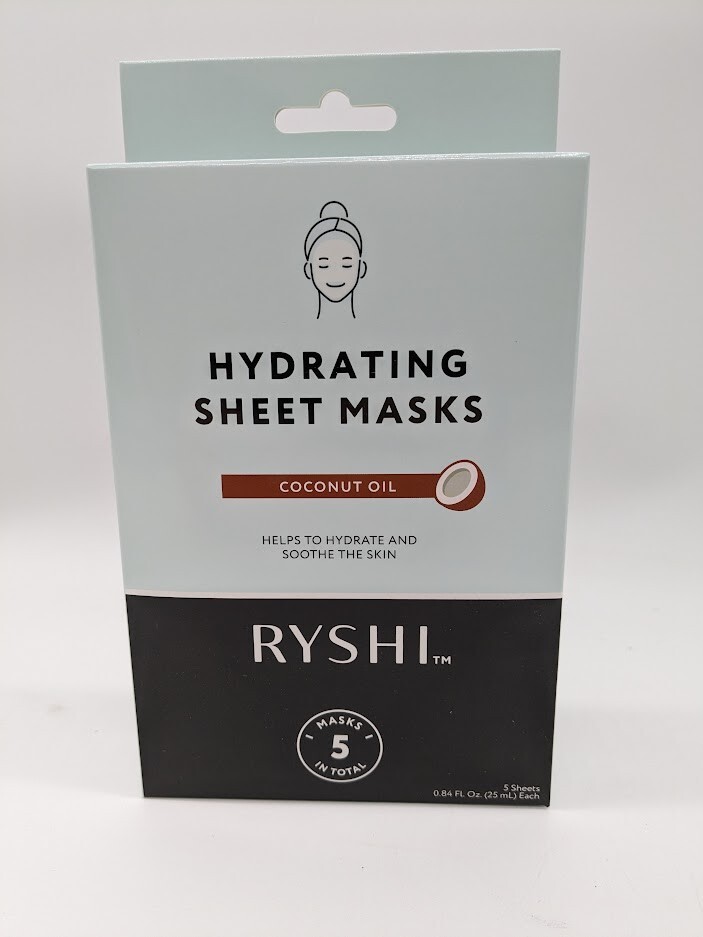 HYDRATING
SHEET MASKS
COCONUT OIL
HELPS TO HYDRATE AND
SOOTHE THE SKIN
RYSHI™
MASKS
5
IN TOTAL
5 Sheets
0.84 FL Oz. (25 mL) Each